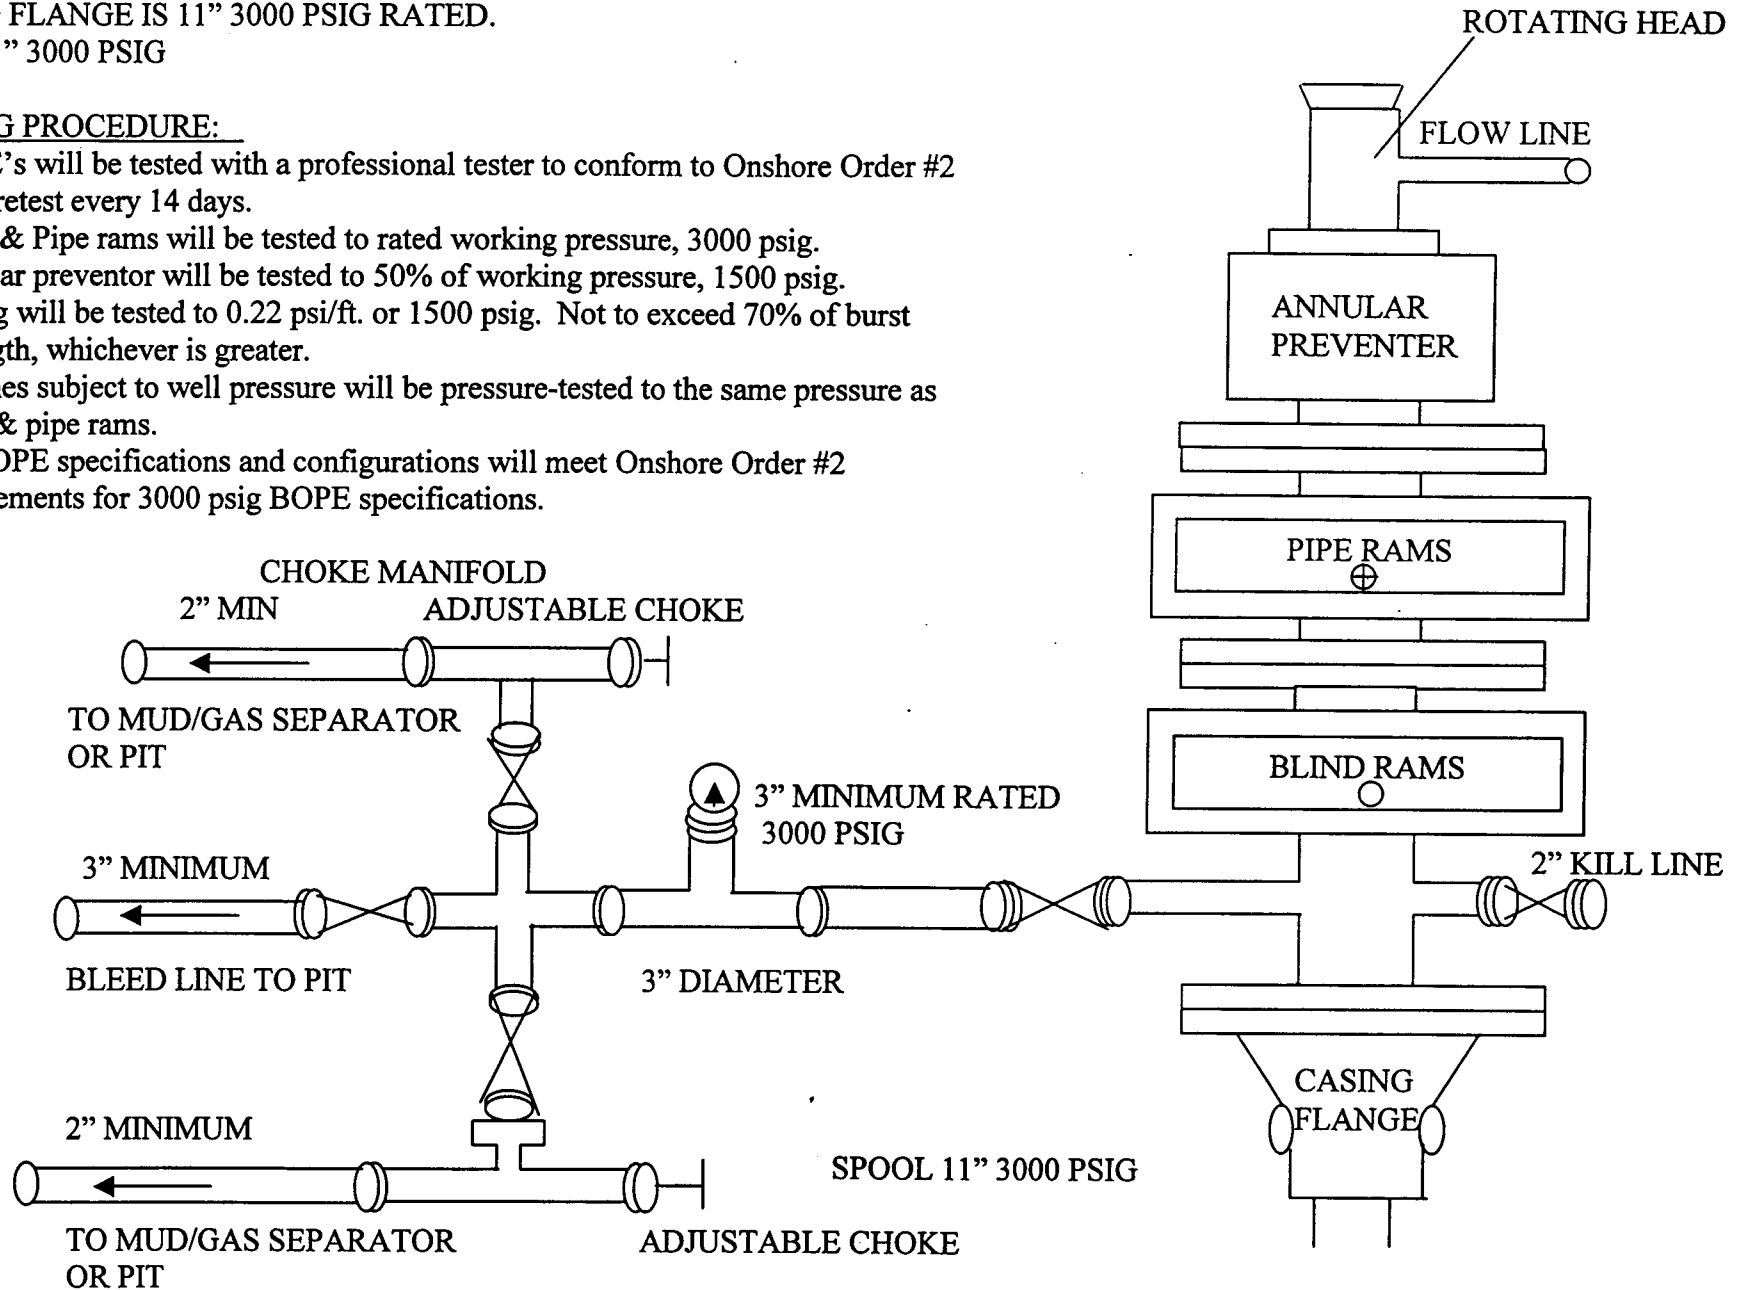 FLANGE IS 11” 3000 PSIG RATED.
” 3000 PSIG
G PROCEDURE:
’s will be tested with a professional tester to conform to Onshore Order #2
retest every 14 days.
& Pipe rams will be tested to rated working pressure, 3000 psig.
ar preventor will be tested to 50% of working pressure, 1500 psig.
g will be tested to 0.22 psi/ft. or 1500 psig. Not to exceed 70% of burst
gth, whichever is greater.
es subject to well pressure will be pressure-tested to the same pressure as
& pipe rams.
OPE specifications and configurations will meet Onshore Order #2
ements for 3000 psig BOPE specifications.
ROTATING HEAD
FLOW LINE
ANNULAR
PREVENTER
PIPE RAMS
BLIND RAMS
2” KILL LINE
CASING
FLANGE
CHOKE MANIFOLD
2” MIN
ADJUSTABLE CHOKE
TO MUD/GAS SEPARATOR
OR PIT
3” MINIMUM RATED
3000 PSIG
3” MINIMUM
BLEED LINE TO PIT
3” DIAMETER
2” MINIMUM
SPOOL 11” 3000 PSIG
TO MUD/GAS SEPARATOR
OR PIT
ADJUSTABLE CHOKE